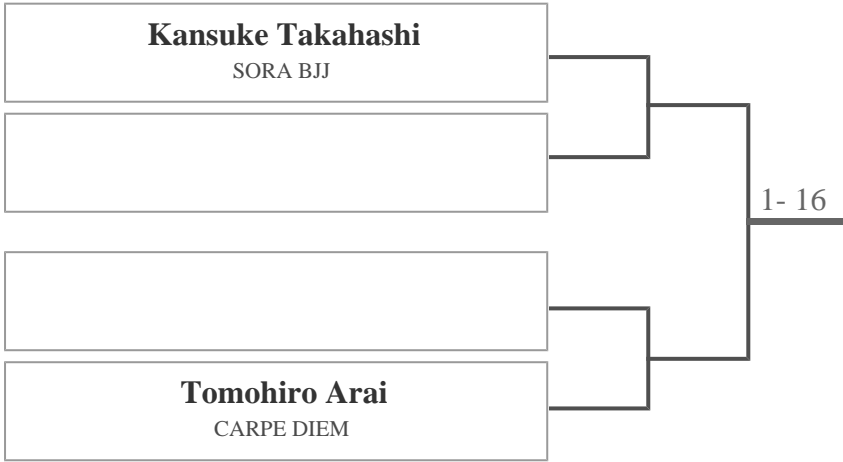 Kansuke Takahashi
SORA BJJ
1- 16
Tomohiro Arai
CARPE DIEM